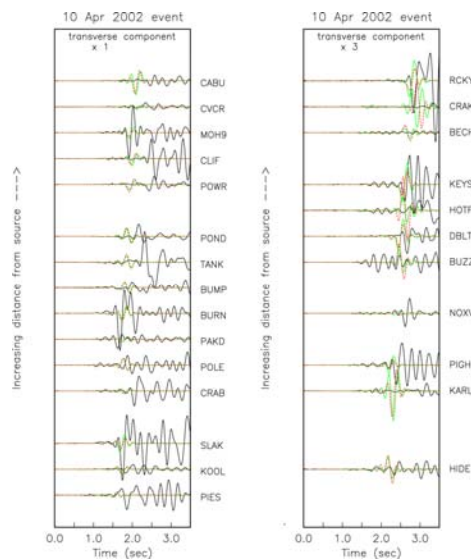 10 Apr 2002 event
transverse component
x 1
CABU
CVCR
MOH9
CLIF
POWR
POND
TANK
BUMP
BURN
PAKD
POLE
CRAB
SLAK
KOOL
PIES
Increasing distance from source ---->
0.0 1.0 2.0 3.0
Time (sec)
10 Apr 2002 event
transverse component
x 3
RCKY
CRAK
BECK
KEYS
DBLT
BUZZ
NOXV
PIGH
KARL
HIDE
Increasing distance from source ---->
0.0 1.0 2.0 3.0
Time (sec)